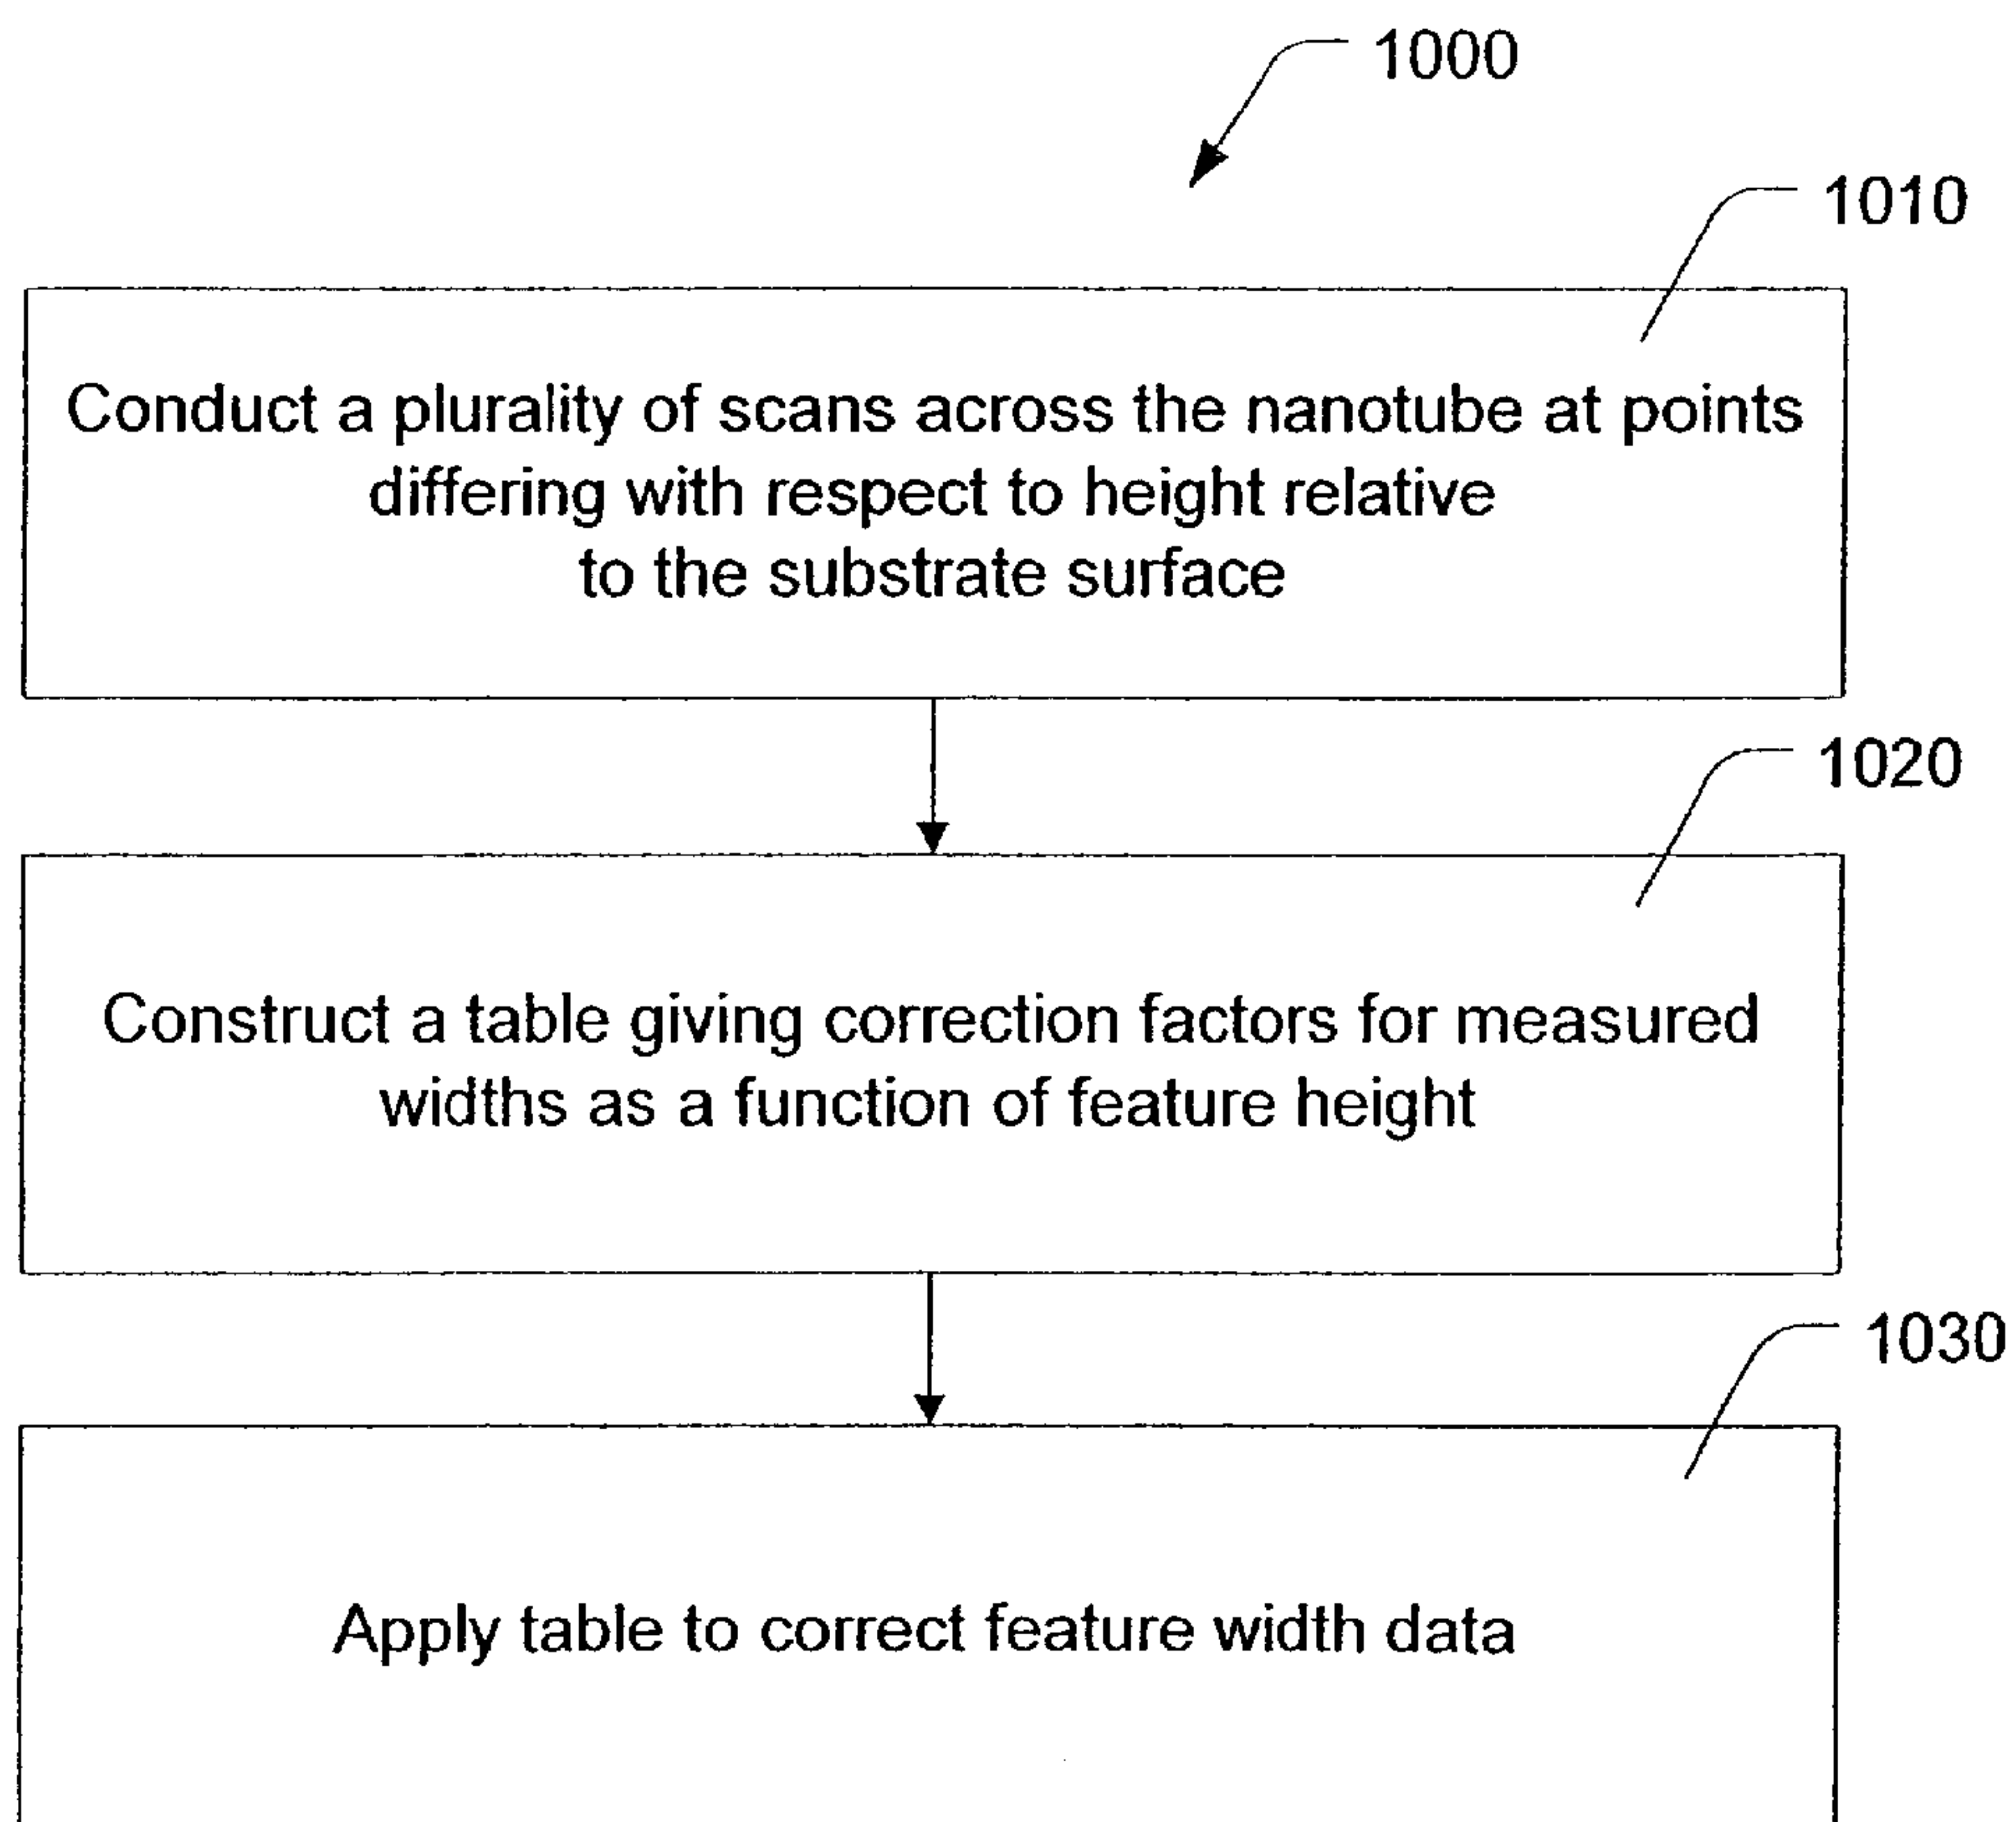 1000
1010
Conduct a plurality of scans across the nanotube at points
differing with respect to height relative
to the substrate surface
1020
Construct a table giving correction factors for measured
widths as a function of feature height
1030
Apply table to correct feature width data